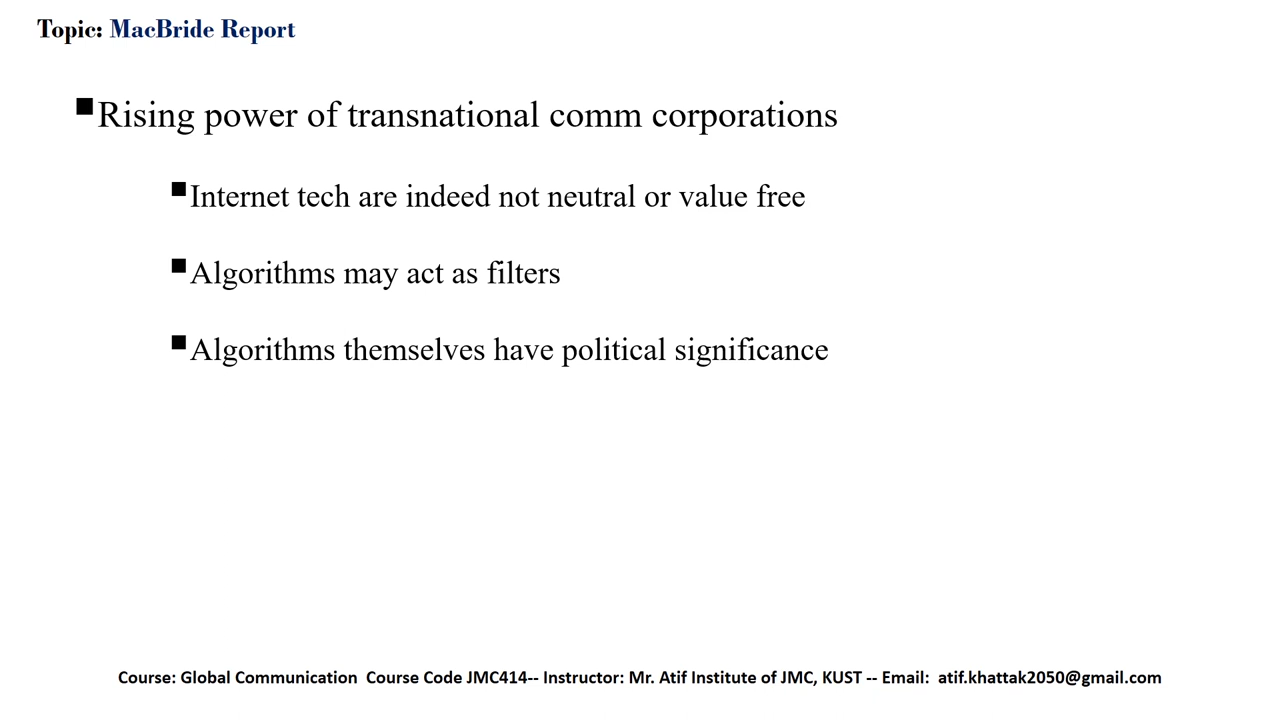 Topic: MacBride Report
▪Rising power of transnational comm corporations
▪Internet tech are indeed not neutral or value free
▪Algorithms may act as filters
▪Algorithms themselves have political significance
Course: Global Communication  Course Code JMC414-- Instructor: Mr. Atif Institute of JMC, KUST -- Email:  atif.khattak2050@gmail.com